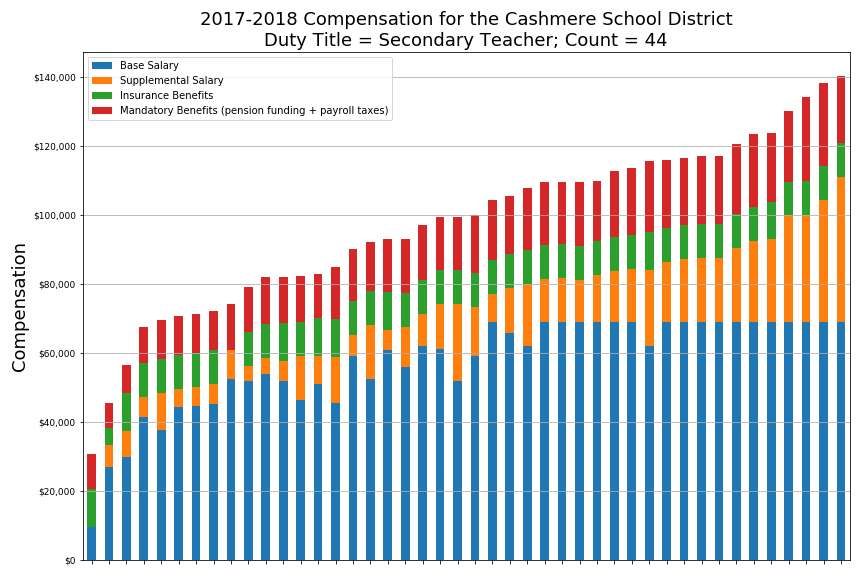 2017-2018 Compensation for the Cashmere School District
Duty Title = Secondary Teacher; Count = 44
Base Salary
Supplemental Salary
Insurance Benefits
Mandatory Benefits (pension funding + payroll taxes)
Compensation
$140,000
$120,000
$100,000
$80,000
$60,000
$40,000
$20,000
$0